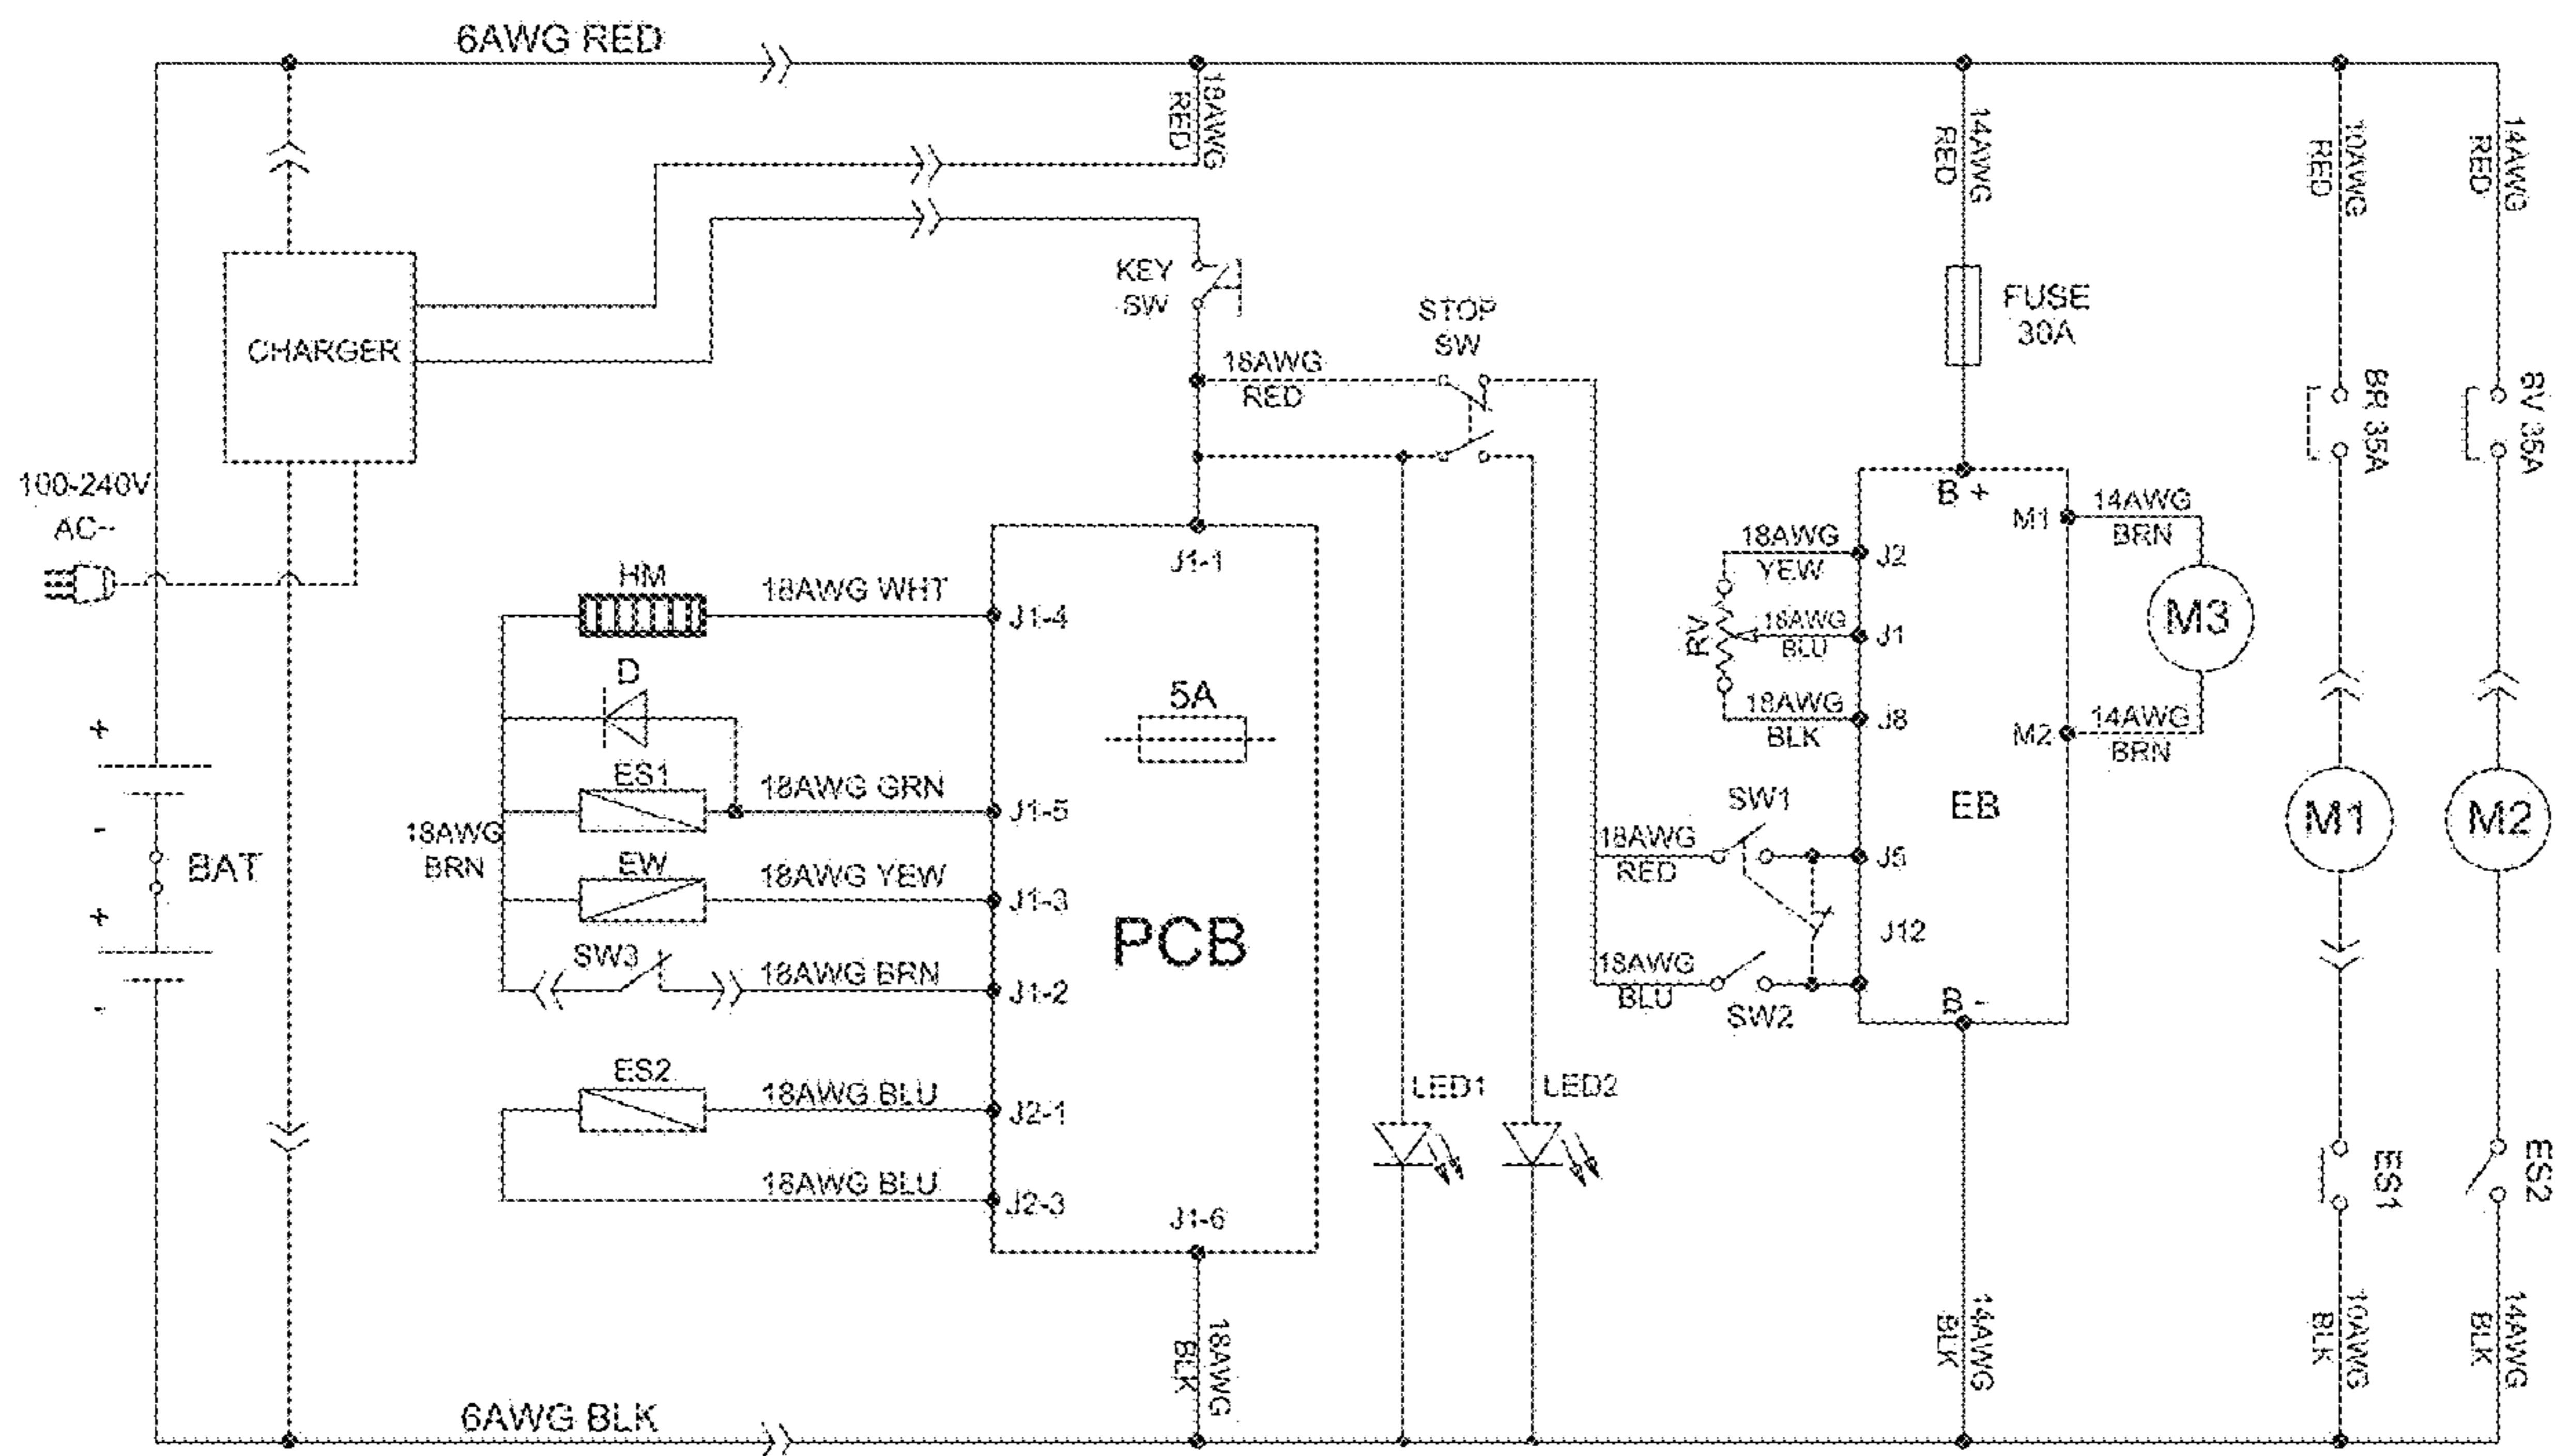 6AWG RED
18AWG
RED
14AWG
RED
10AWG
RED
14AWG
RED
KEY
SW
STOP
SW
FUSE
30A
CHARGER
18AWG
RED
BR 35A
8V 35A
100-240V
AC~
B +
M1
14AWG
BRN
J1-1
18AWG
YEW
J2
HM
18AWG WHT
J1-4
RV
18AWG
BLU
J1
M3
D
5A
18AWG
BLK
J8
M2
14AWG
BRN
+
ES1
18AWG GRN
J1-5
SW1
EB
M1
M2
-
18AWG
BRN
BAT
EW
18AWG YEW
J1-3
18AWG
RED
J5
+
PCB
J12
SW3
18AWG BRN
J1-2
18AWG
BLU
SW2
B -
-
ES2
18AWG BLU
J2-1
LED1
LED2
18AWG BLU
J2-3
J1-6
ES1
ES2
18AWG
BLK
14AWG
BLK
10AWG
BLK
14AWG
BLK
6AWG BLK